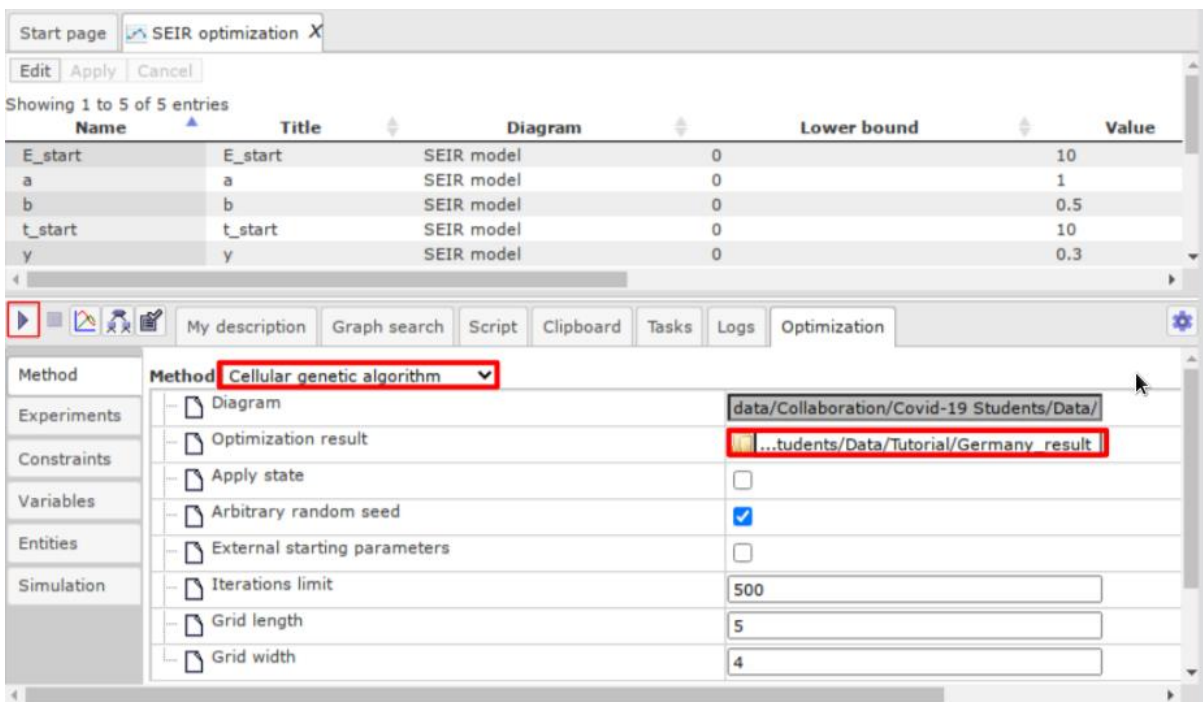 Start page SEIR optimization X
Edit Apply Cancel
Showing 1 to 5 of 5 entries
Name Title Diagram Lower bound Value
E_start E_start SEIR model 0 10
a a SEIR model 0 1
b b SEIR model 0 0.5
t_start t_start SEIR model 0 10
y y SEIR model 0 0.3
My description Graph search Script Clipboard Tasks Logs Optimization
Method
Experiments
Constraints
Variables
Entities
Simulation
Method Cellular genetic algorithm
Diagram data/Collaboration/Covid-19 Students/Data/
Optimization result ...tudents/Data/Tutorial/Germany_result
Apply state
Arbitrary random seed
External starting parameters
Iterations limit 500
Grid length 5
Grid width 4